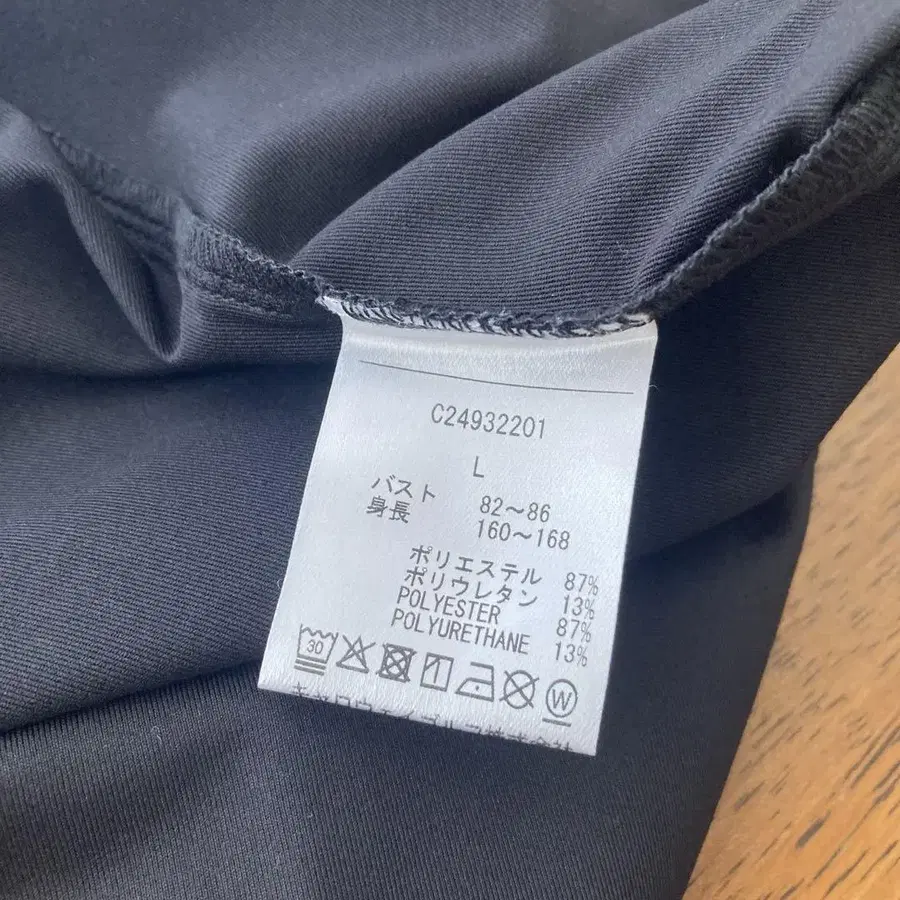 C24932201
L
バスト 82～86
身長 160～168
ポリエステル 87%
ポリウレタン 13%
POLYESTER 87%
POLYURETHANE 13%
30
W